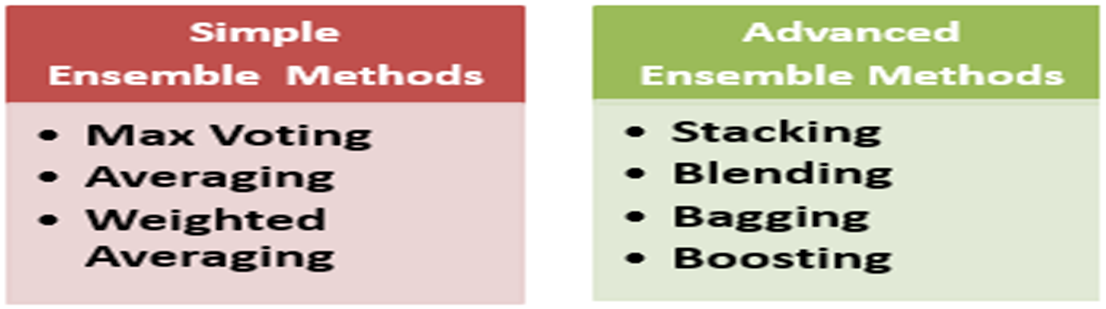 Simple
Ensemble Methods
• Max Voting
• Averaging
• Weighted
Averaging
Advanced
Ensemble Methods
• Stacking
• Blending
• Bagging
• Boosting